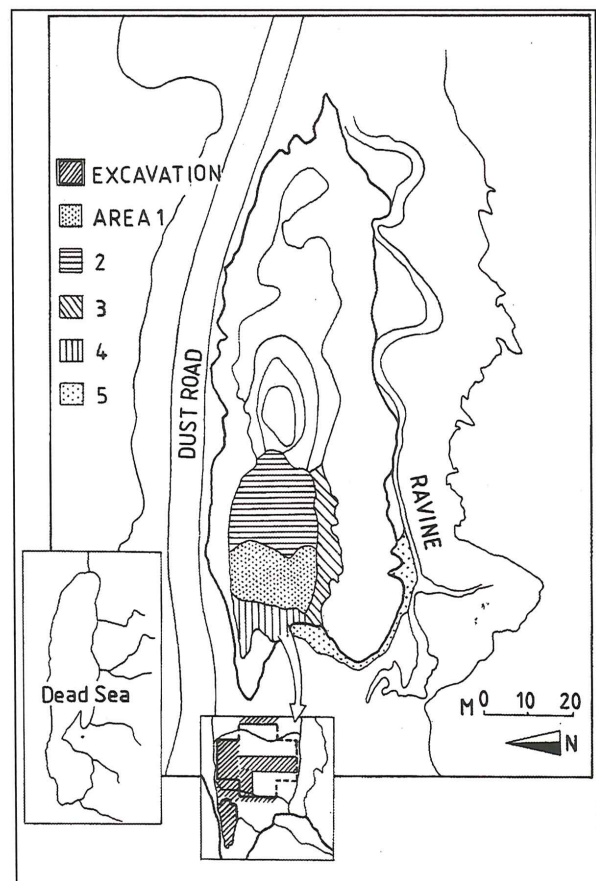 EXCAVATION
AREA 1
2
3
4
5
DUST ROAD
RAVINE
Dead Sea
M 0 10 20
N